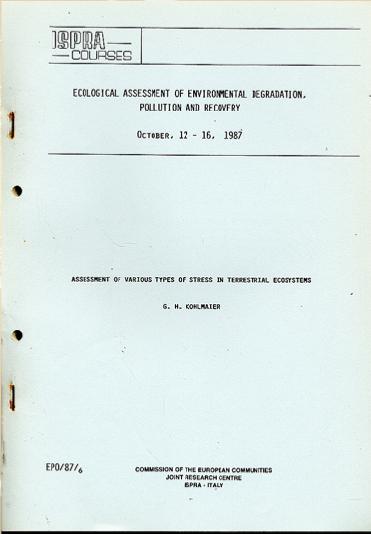 ISPRA
COURSES
ECOLOGICAL ASSESSMENT OF ENVIRONMENTAL DEGRADATION,
POLLUTION AND RECOVERY
OCTOBER, 12 - 16, 1987
ASSESSMENT OF VARIOUS TYPES OF STRESS IN TERRESTRIAL ECOSYSTEMS
G. H. KOHLMAIER
EPO/87/6
COMMISSION OF THE EUROPEAN COMMUNITIES
JOINT RESEARCH CENTRE
ISPRA - ITALY